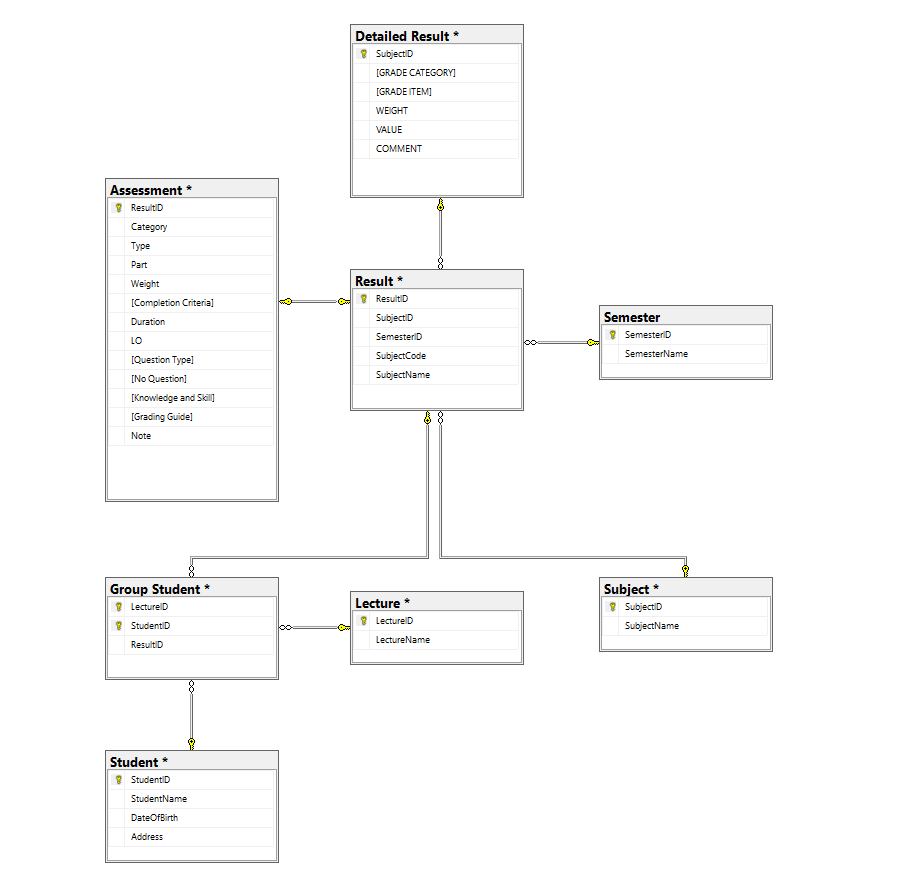 Detailed Result *
SubjectID
[GRADE CATEGORY]
[GRADE ITEM]
WEIGHT
VALUE
COMMENT
Assessment *
ResultID
Category
Type
Part
Weight
[Completion Criteria]
Duration
LO
[Question Type]
[No Question]
[Knowledge and Skill]
[Grading Guide]
Note
Result *
ResultID
SubjectID
SemesterID
SubjectCode
SubjectName
Semester
SemesterID
SemesterName
Group Student *
LectureID
StudentID
ResultID
Lecture *
LectureID
LectureName
Subject *
SubjectID
SubjectName
Student *
StudentID
StudentName
DateOfBirth
Address